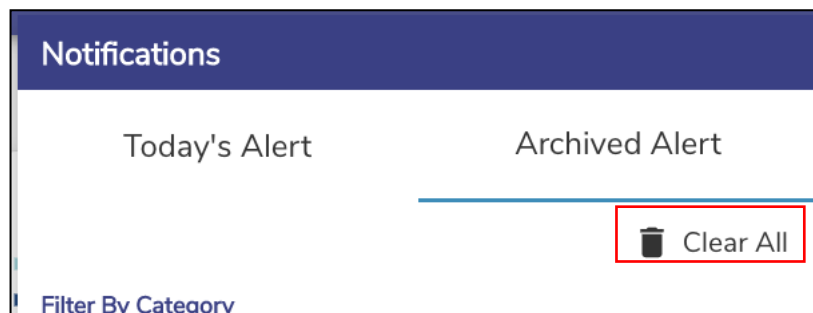 Notifications
Today's Alert
Archived Alert
Clear All
Filter By Category